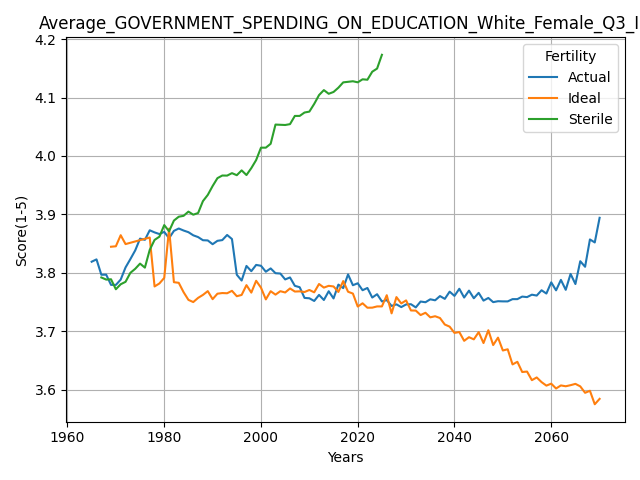 Average_GOVERNMENT_SPENDING_ON_EDUCATION_White_Female_Q3_I
Fertility
Actual
Ideal
Sterile
Score(1-5)
4.2
4.1
4.0
3.9
3.8
3.7
3.6
1960 1980 2000 2020 2040 2060
Years